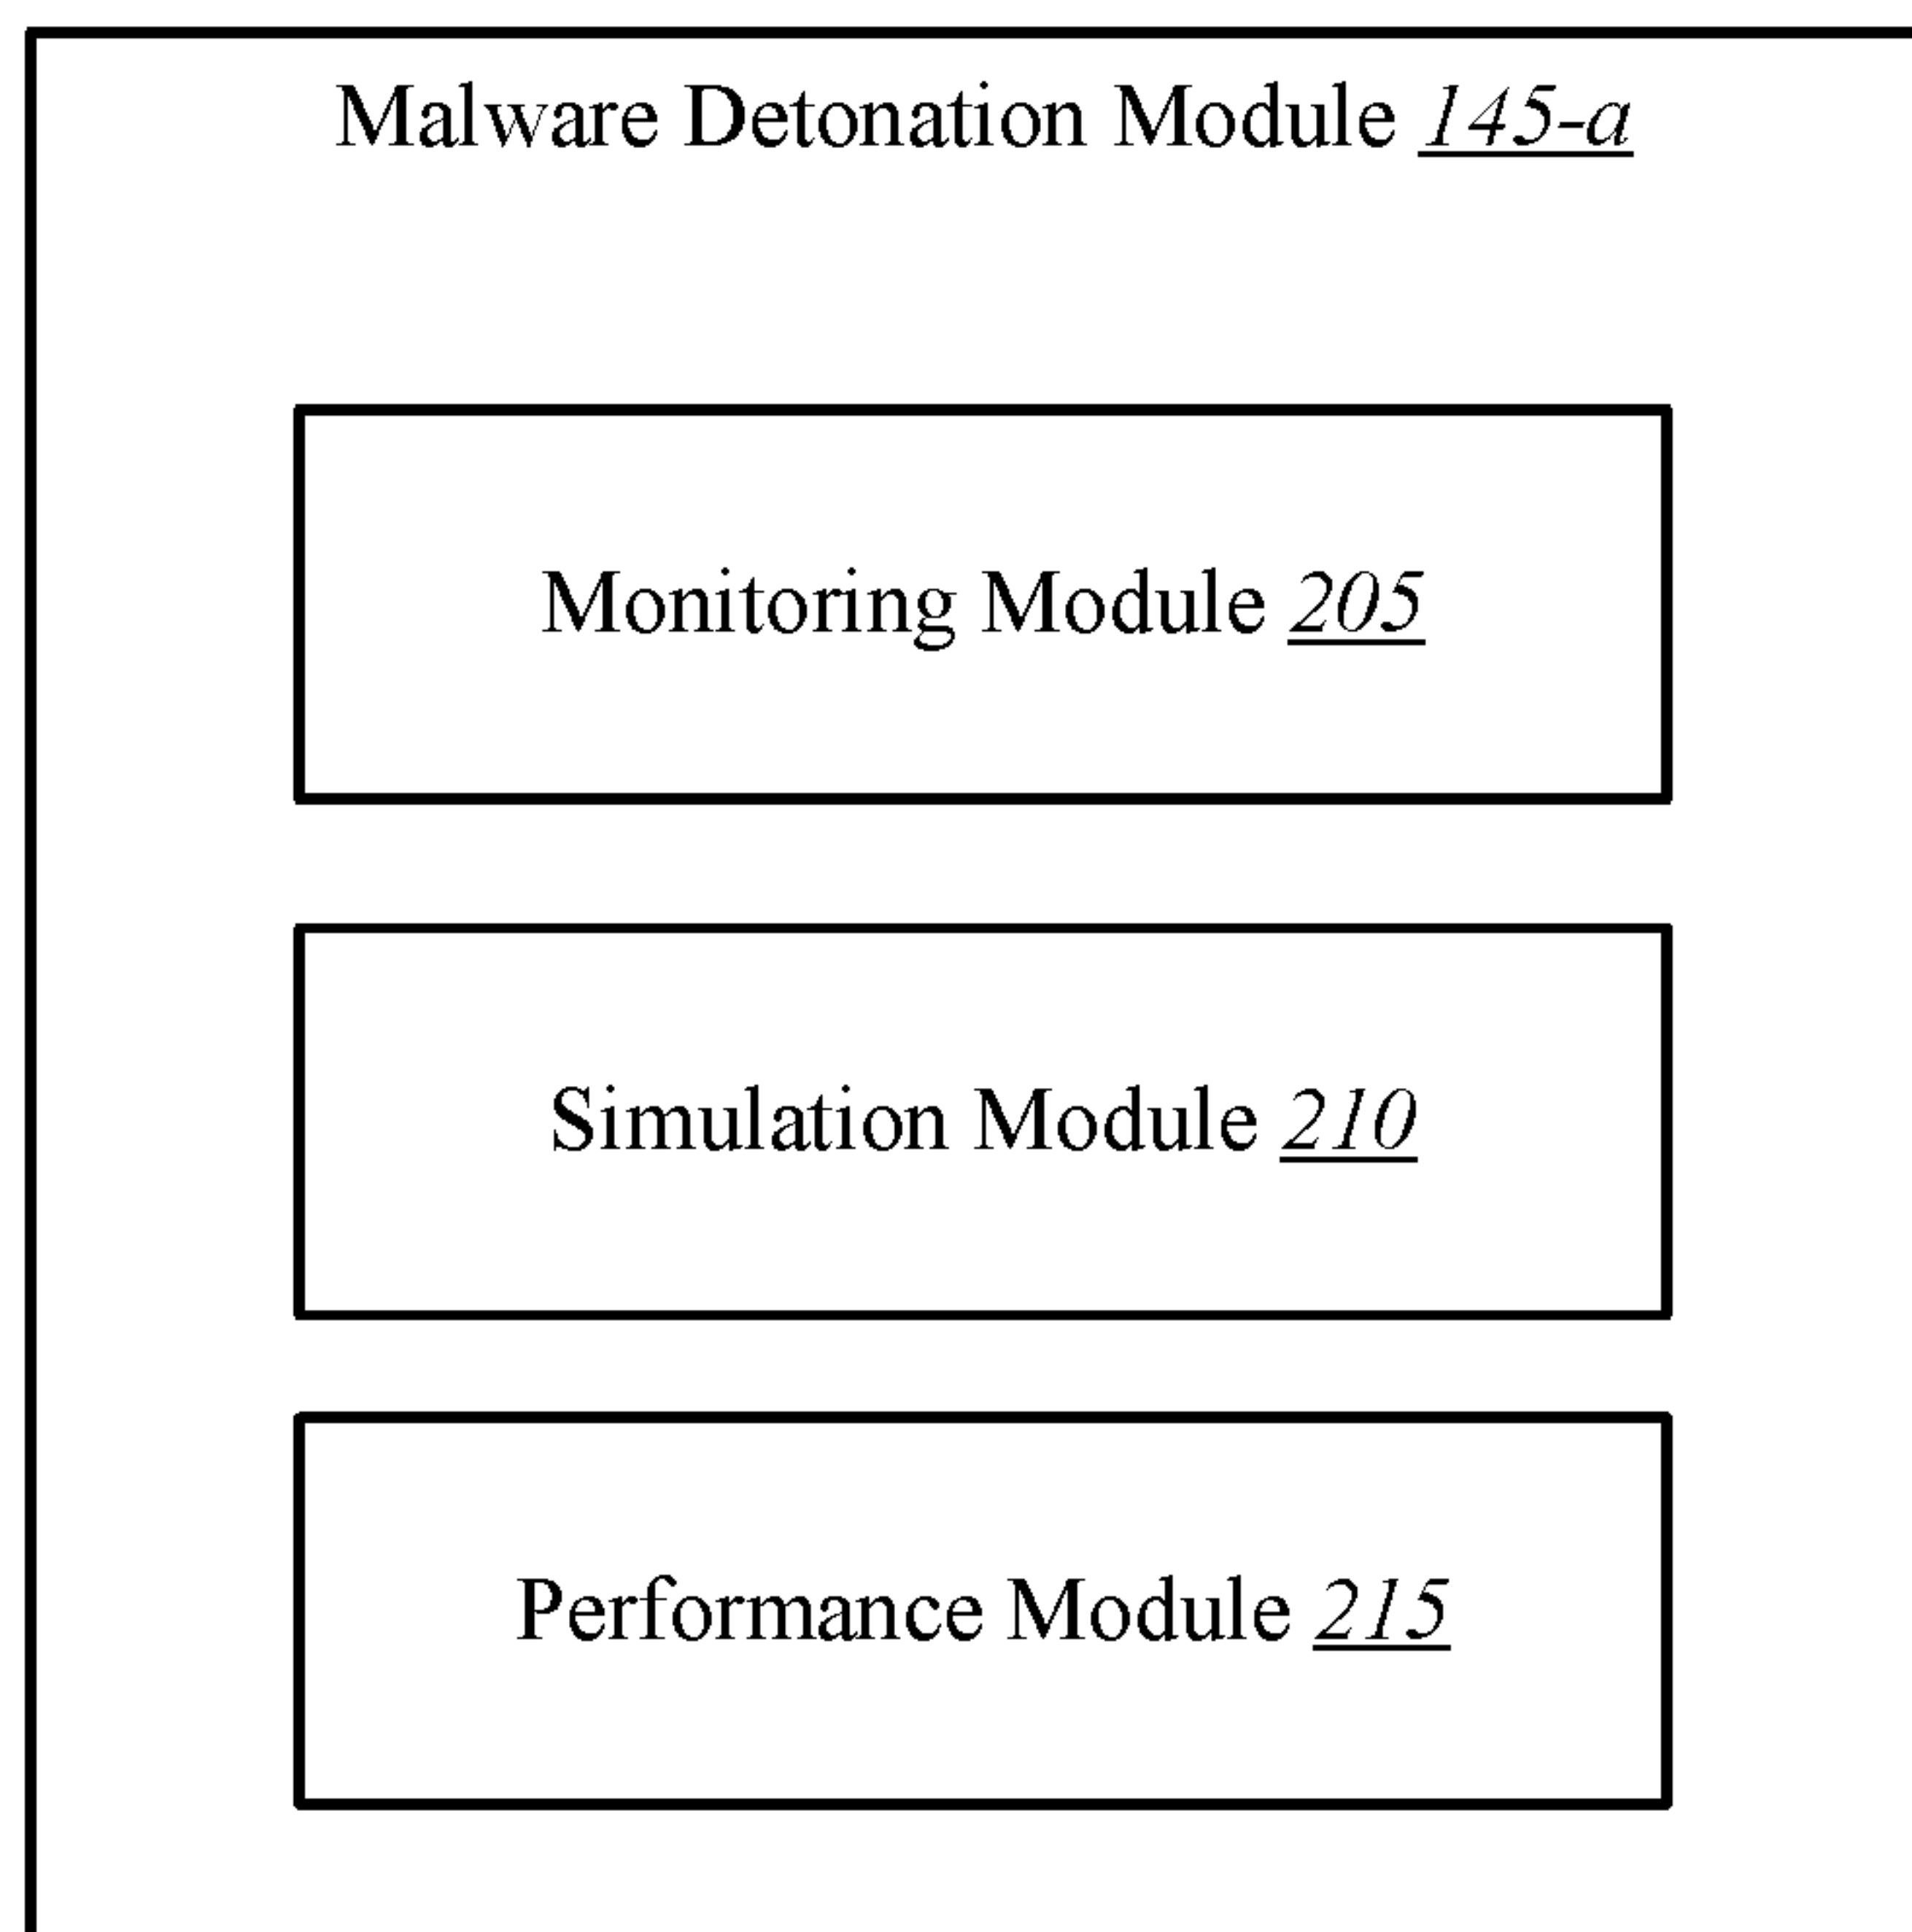 Malware Detonation Module 145-a
Monitoring Module 205
Simulation Module 210
Performance Module 215